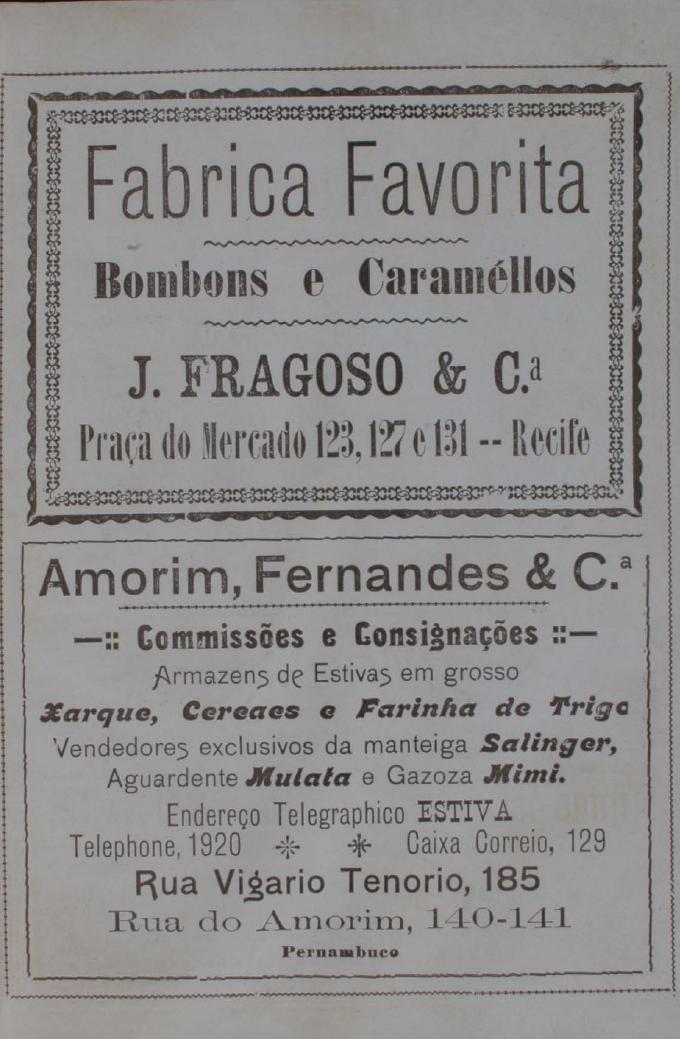 Fabrica Favorita
Bombons e Caraméllos
J. FRAGOSO & C.ª
Praça do Mercado 123, 127 e 131 -- Recife
Amorim, Fernandes & C.ª
—:: Commissões e Consignações ::—
Armazens de Estivas em grosso
Xarque, Cereaes e Farinha de Trigo
Vendedores exclusivos da manteiga Salinger,
Aguardente Mulata e Gazoza Mimi.
Endereço Telegraphico ESTIVA
Telephone, 1920 ✻ ✻ Caixa Correio, 129
Rua Vigario Tenorio, 185
Rua do Amorim, 140-141
Pernambuco